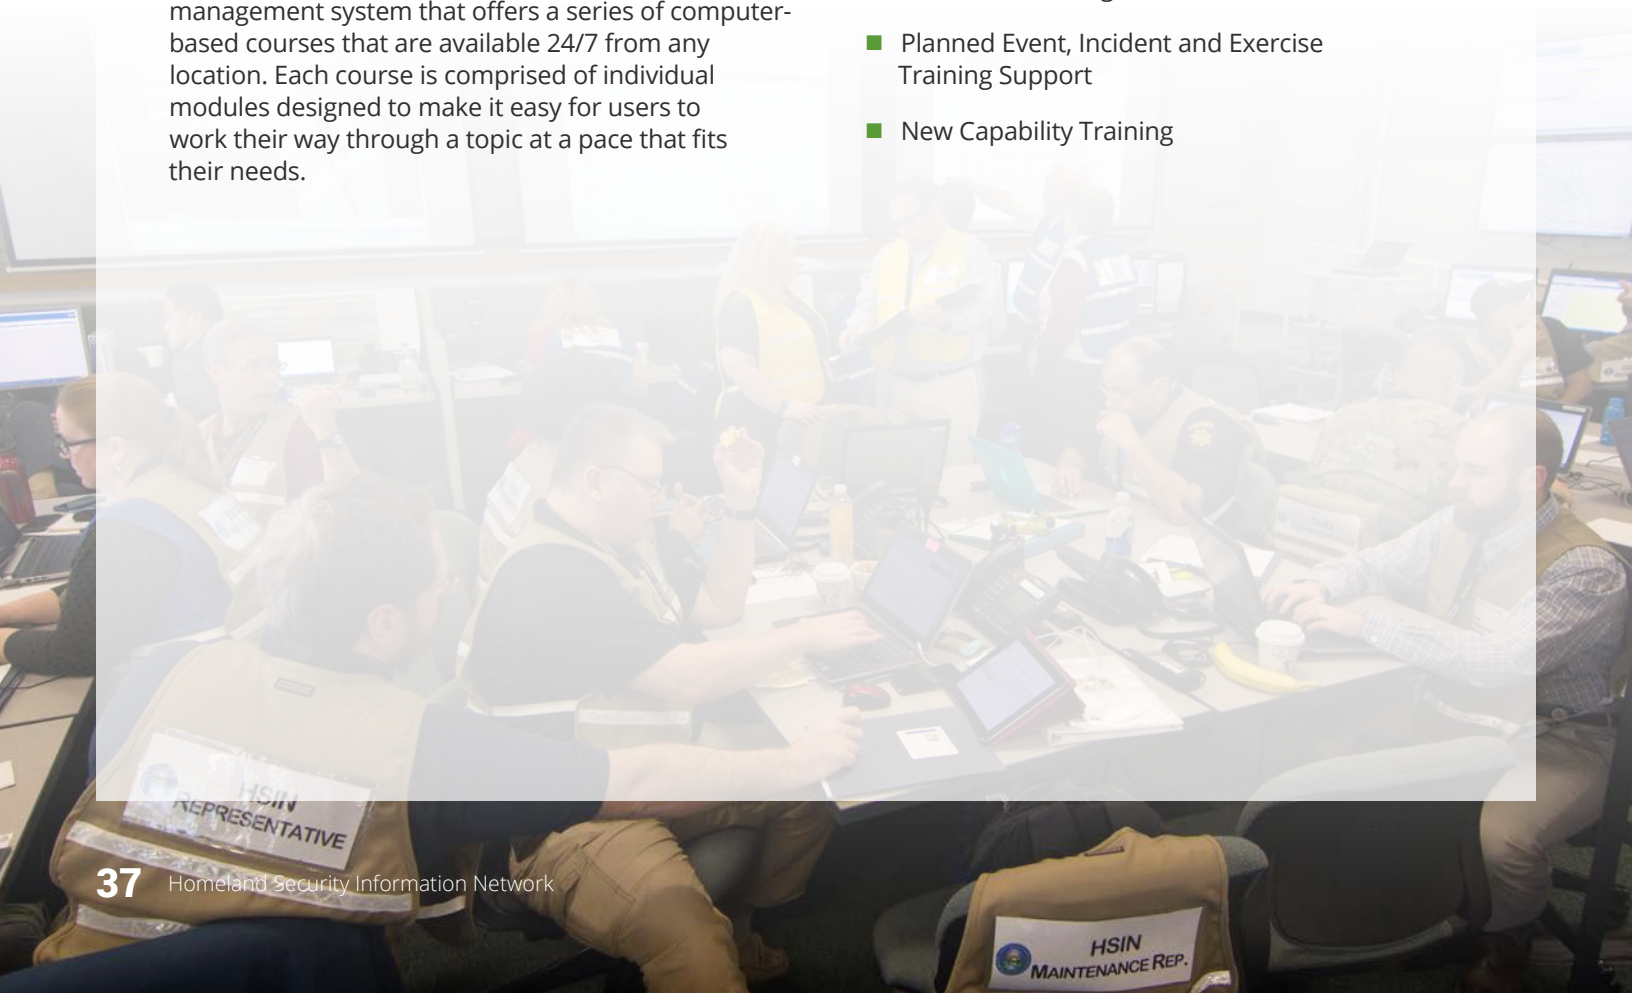 management system that offers a series of computer-
based courses that are available 24/7 from any
location. Each course is comprised of individual
modules designed to make it easy for users to
work their way through a topic at a pace that fits
their needs.
■ Planned Event, Incident and Exercise
Training Support
■ New Capability Training
HSIN
REPRESENTATIVE
37 Homeland Security Information Network
HSIN
MAINTENANCE REP.